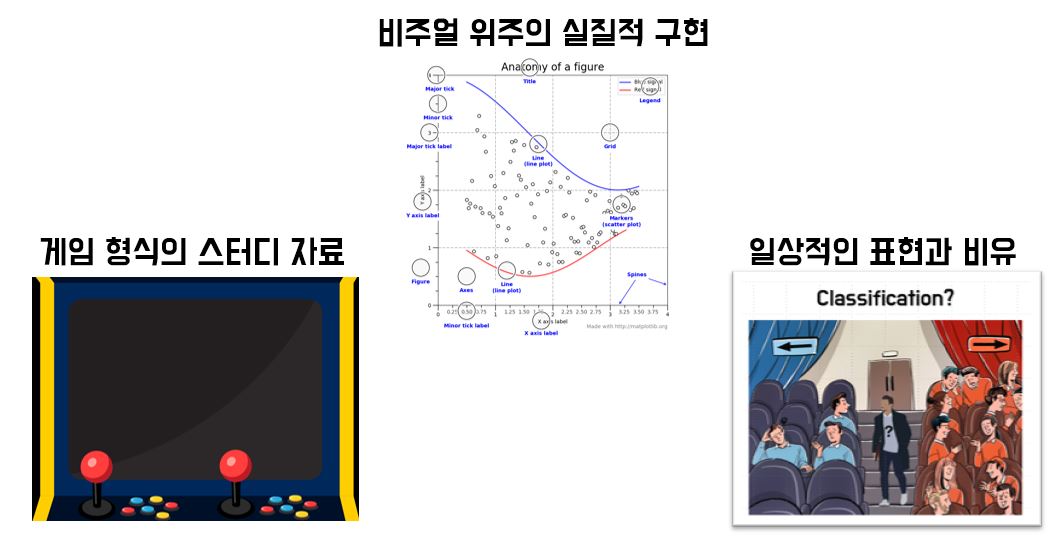 비주얼 위주의 실질적 구현
Anatomy of a figure
Title
Major tick
Minor tick
Major tick label
Y axis label
Y axis label
Figure
Axes
Line
(line plot)
Minor tick label
X axis label
X axis label
Line
(line plot)
Grid
Legend
Blue signal
Red signal
Markers
(scatter plot)
Spines
Made with http://matplotlib.org
4
3
2
1
0
0
0.25
0.50
0.75
1
1.25
1.50
2
2.25
2.50
2.75
3
3.25
3.50
4
게임 형식의 스터디 자료
일상적인 표현과 비유
Classification?
?